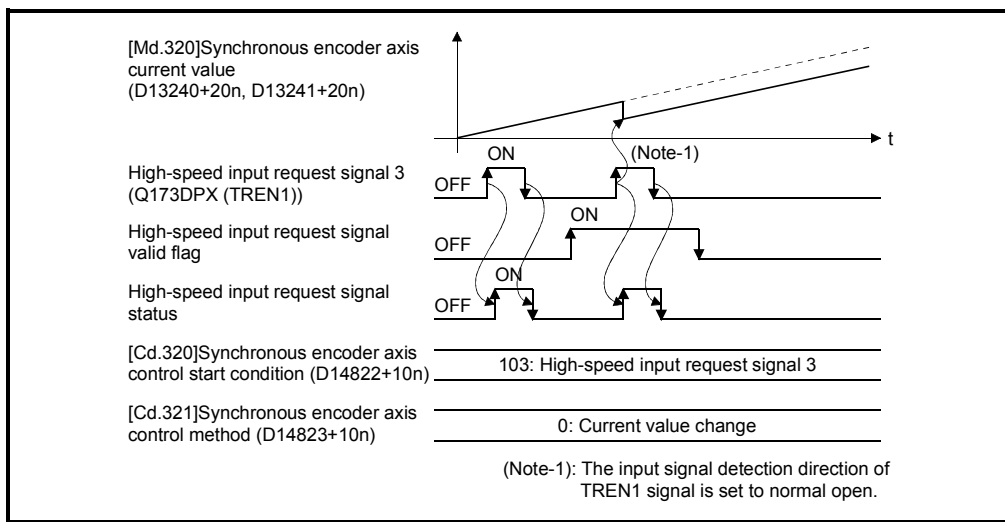 [Md.320]Synchronous encoder axis
current value
(D13240+20n, D13241+20n)
t
ON
(Note-1)
High-speed input request signal 3
(Q173DPX (TREN1))
OFF
ON
High-speed input request signal
valid flag
OFF
ON
High-speed input request signal
status
OFF
[Cd.320]Synchronous encoder axis
control start condition (D14822+10n)
103: High-speed input request signal 3
[Cd.321]Synchronous encoder axis
control method (D14823+10n)
0: Current value change
(Note-1): The input signal detection direction of
TREN1 signal is set to normal open.